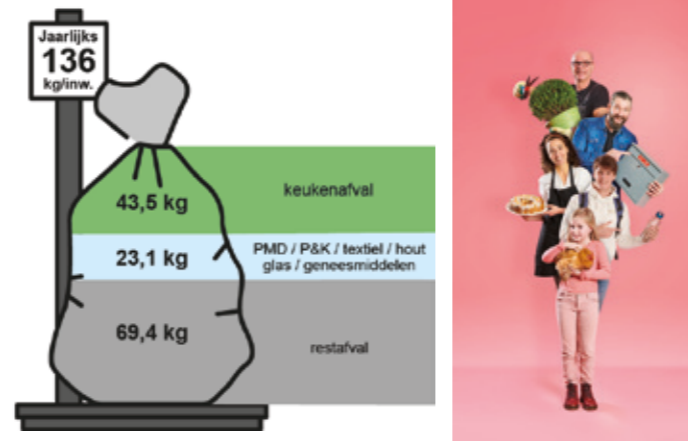 Jaarlijks
136
kg/inw.
43,5 kg
keukenafval
23,1 kg
PMD / P&K / textiel / hout
glas / geneesmiddelen
69,4 kg
restafval